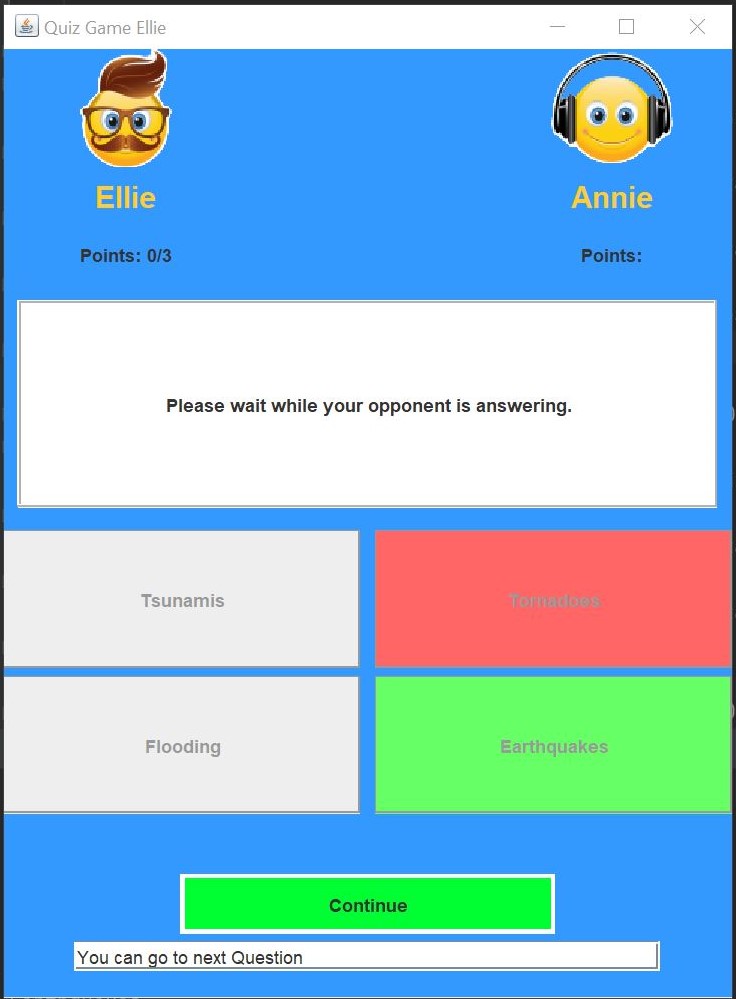 Quiz Game Ellie
Ellie
Annie
Points: 0/3
Points:
Please wait while your opponent is answering.
Tsunamis
Tornadoes
Flooding
Earthquakes
Continue
You can go to next Question